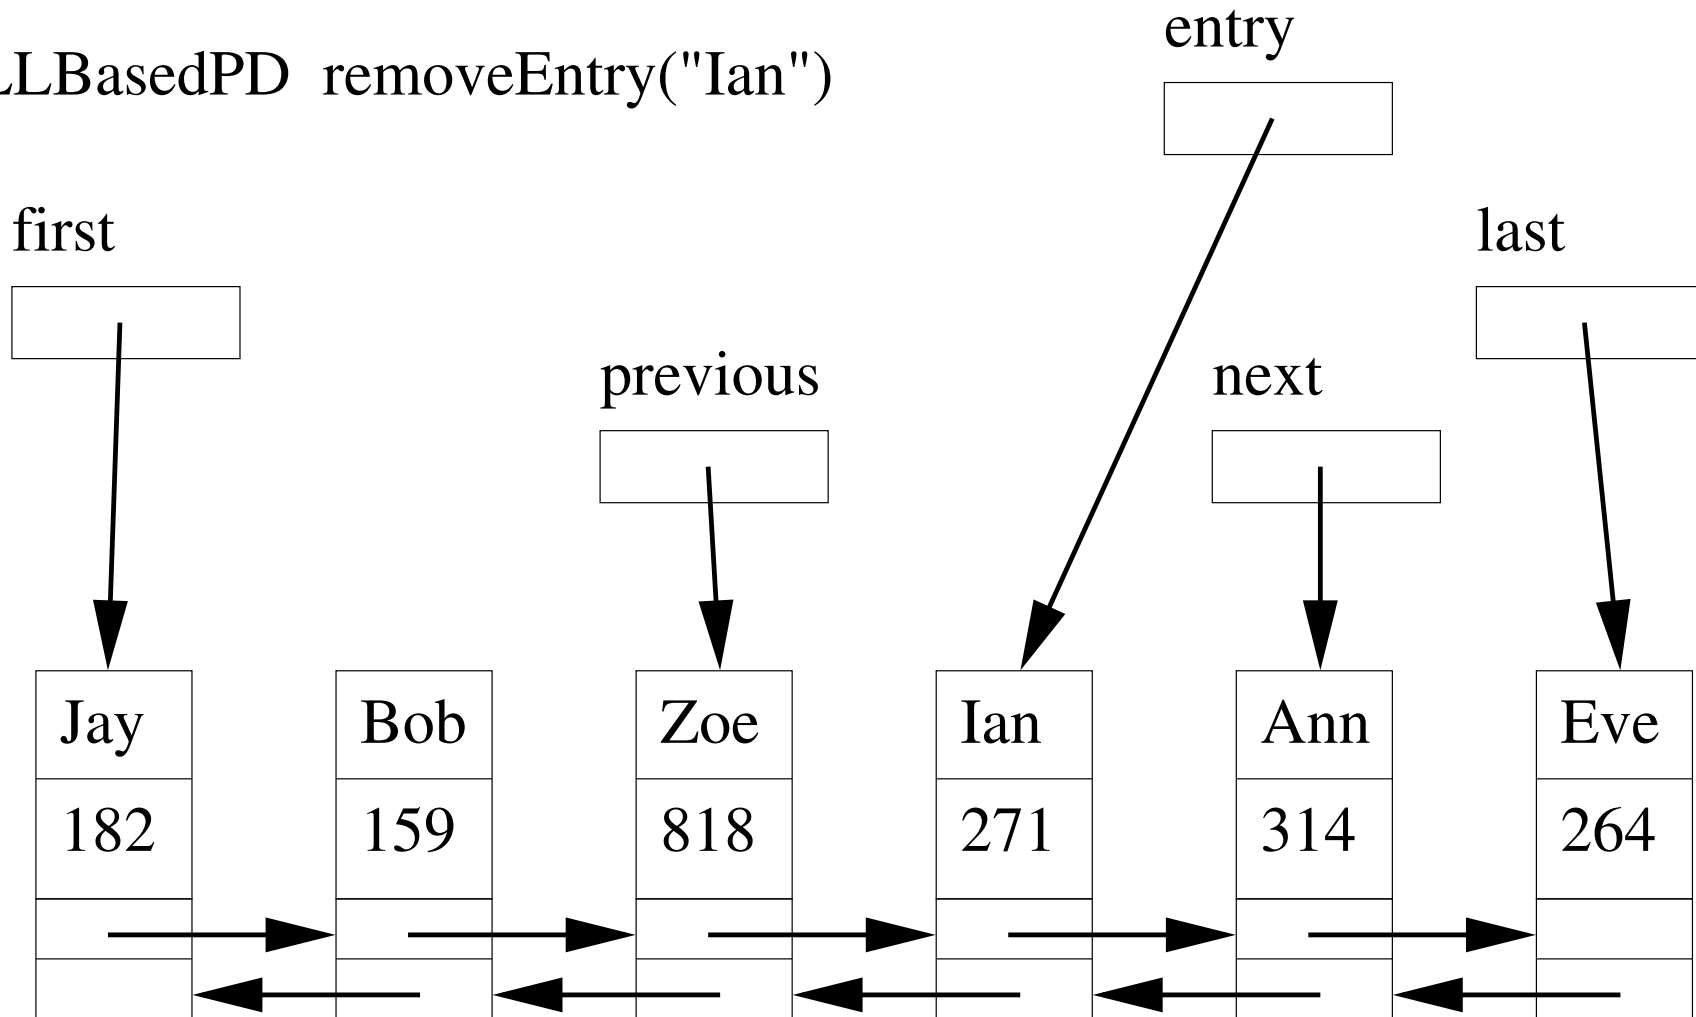 LLBasedPD removeEntry("Ian")
entry
first
last
previous
next
Jay Bob Zoe Ian Ann Eve
182 159 818 271 314 264